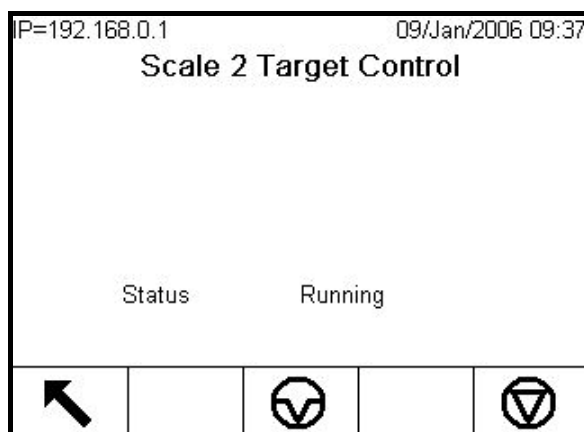 IP=192.168.0.1 09/Jan/2006 09:37
Scale 2 Target Control
Status Running